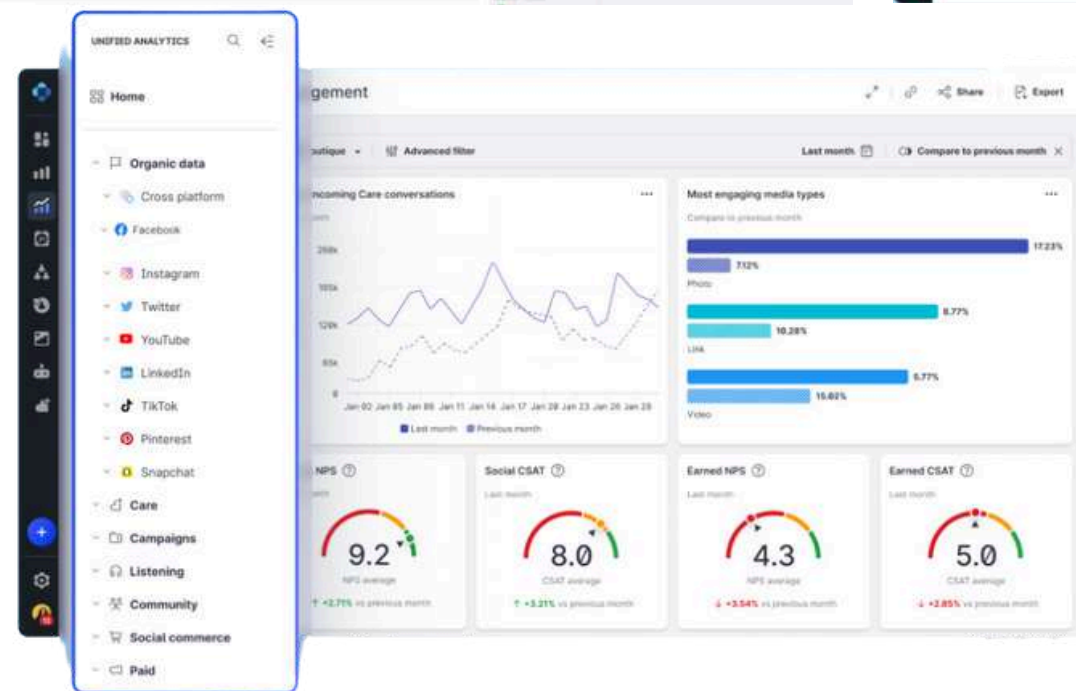 UNIFIED ANALYTICS
Home
Organic data
Cross platform
Facebook
Instagram
Twitter
YouTube
LinkedIn
TikTok
Pinterest
Snapchat
Care
Campaigns
Listening
Community
Social commerce
Paid
gement
Share
Export
outique
Advanced filter
Last month
Compare to previous month
ncoming Care conversations
Jan 02 Jan 05 Jan 08 Jan 11 Jan 14 Jan 17 Jan 20 Jan 23 Jan 26 Jan 29
Last month Previous month
Most engaging media types
Compare to previous month
17.23%
7.12%
Photo
8.77%
10.28%
Link
5.77%
15.02%
Video
NPS
9.2
NPS average
↑ +2.71% vs previous month
Social CSAT
Last month
8.0
CSAT average
↑ +3.21% vs previous month
Earned NPS
Last month
4.3
NPS average
↓ +3.54% vs previous month
Earned CSAT
Last month
5.0
CSAT average
↓ +2.85% vs previous month